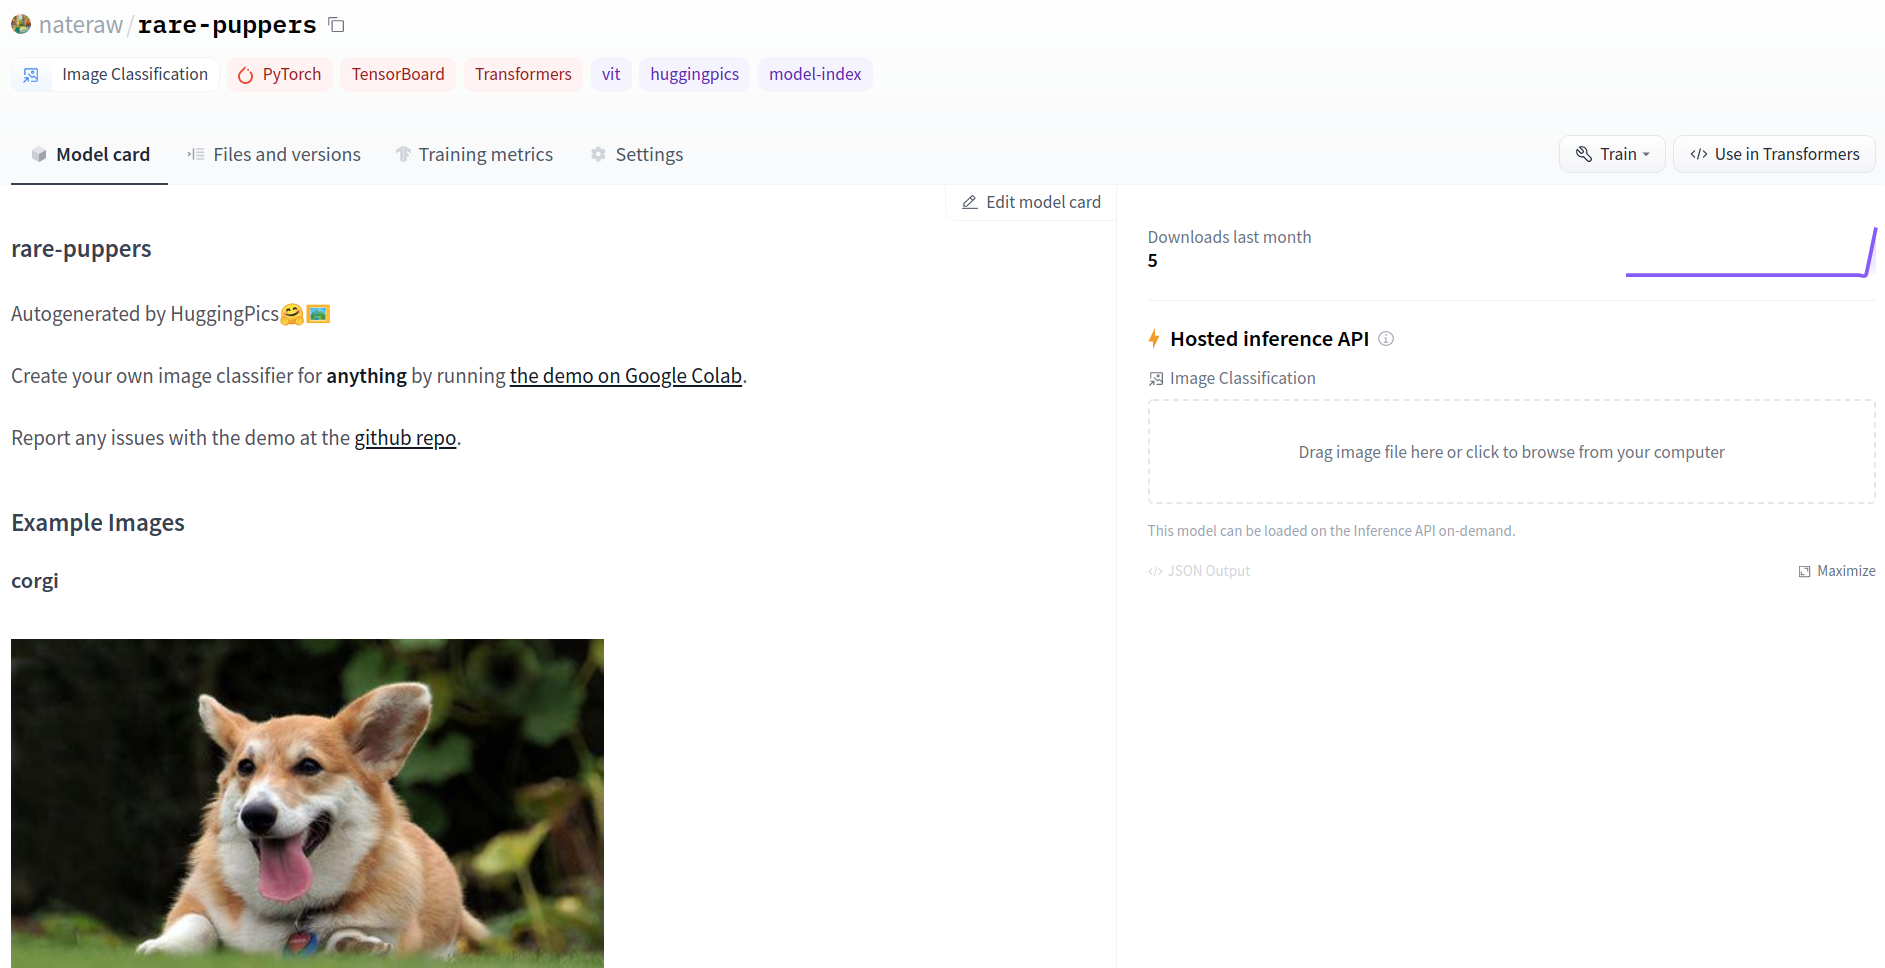 nateraw/rare-puppers
Image Classification PyTorch TensorBoard Transformers vit huggingpics model-index
Model card Files and versions Training metrics Settings Train Use in Transformers
Edit model card
rare-puppers
Autogenerated by HuggingPics🤗🖼️
Create your own image classifier for anything by running the demo on Google Colab.
Report any issues with the demo at the github repo.
Example Images
corgi
Downloads last month
5
Hosted inference API
Image Classification
Drag image file here or click to browse from your computer
This model can be loaded on the Inference API on-demand.
</> JSON Output Maximize